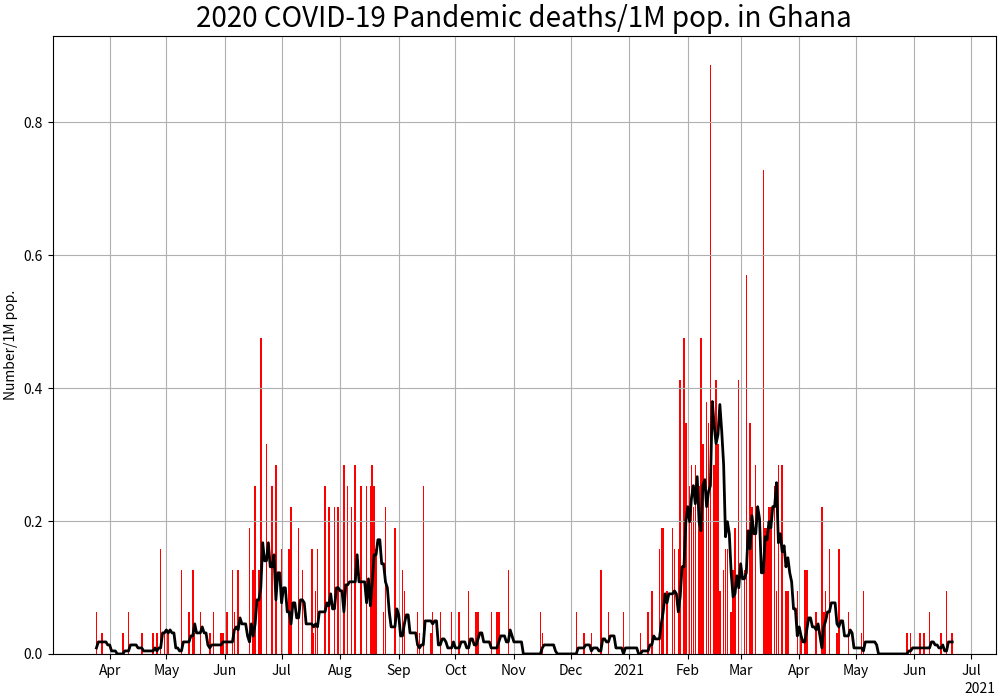 2020 COVID-19 Pandemic deaths/1M pop. in Ghana
Number/1M pop.
0.8
0.6
0.4
0.2
0.0
Apr May Jun Jul Aug Sep Oct Nov Dec 2021 Feb Mar Apr May Jun Jul
2021